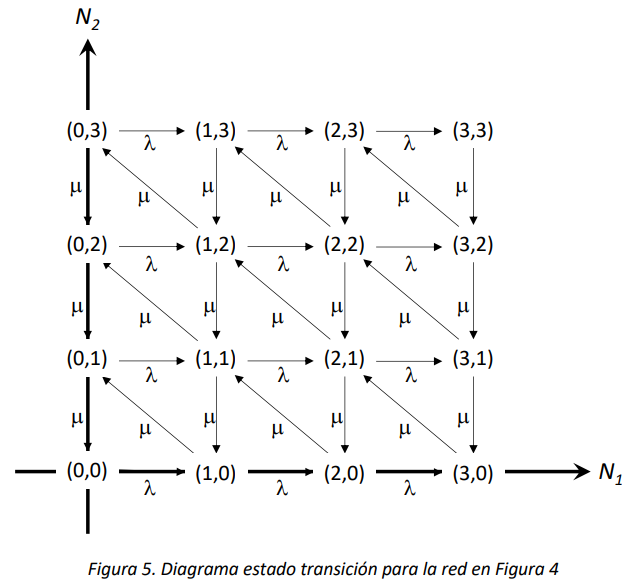 N2
(0,3) λ (1,3) λ (2,3) λ (3,3)
μ μ μ μ μ μ μ
(0,2) λ (1,2) λ (2,2) λ (3,2)
μ μ μ μ μ μ μ
(0,1) λ (1,1) λ (2,1) λ (3,1)
μ μ μ μ μ μ μ
(0,0) λ (1,0) λ (2,0) λ (3,0) N1
Figura 5. Diagrama estado transición para la red en Figura 4